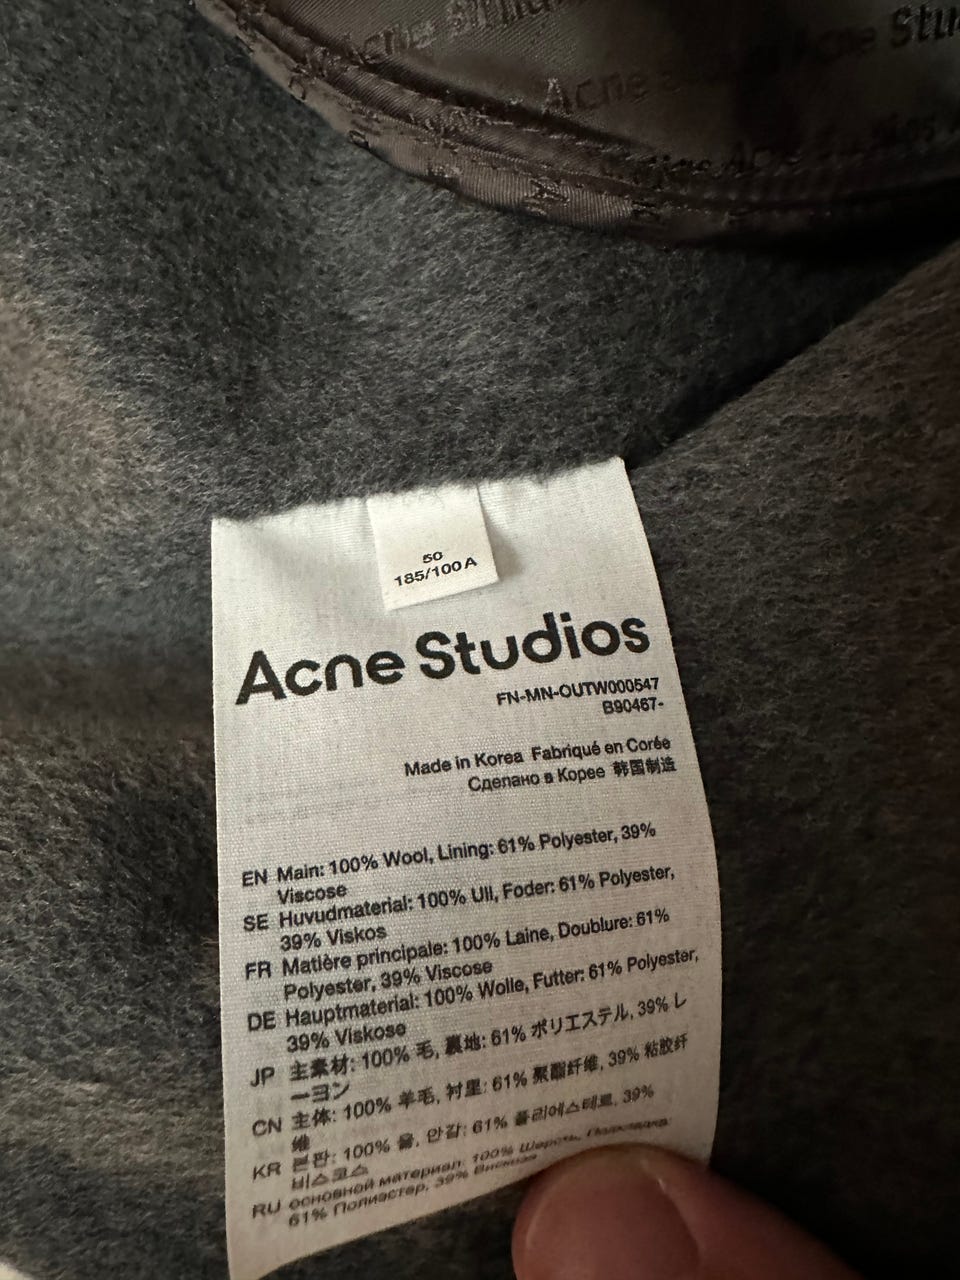 Acne Studios
Acne Acne Stu
50
185/100A
Acne Studios
FN-MN-OUTW000547
B90467-
Made in Korea Fabriqué en Corée
Сделано в Корее 韩国制造
EN Main: 100% Wool, Lining: 61% Polyester, 39%
Viscose
SE Huvudmaterial: 100% Ull, Foder: 61% Polyester,
39% Viskos
FR Matière principale: 100% Laine, Doublure: 61%
Polyester, 39% Viscose
DE Hauptmaterial: 100% Wolle, Futter: 61% Polyester,
39% Viskose
JP 主素材: 100% 毛, 裏地: 61% ポリエステル, 39% レ
ーヨン
CN 主体: 100% 羊毛, 衬里: 61% 聚酯纤维, 39% 粘胶纤
维
KR 본판: 100% 울, 안감: 61% 폴리에스테르, 39%
비스코스
RU основной материал: 100% Шерсть, Подкладка:
61% Полиэстер, 39% Вискоза